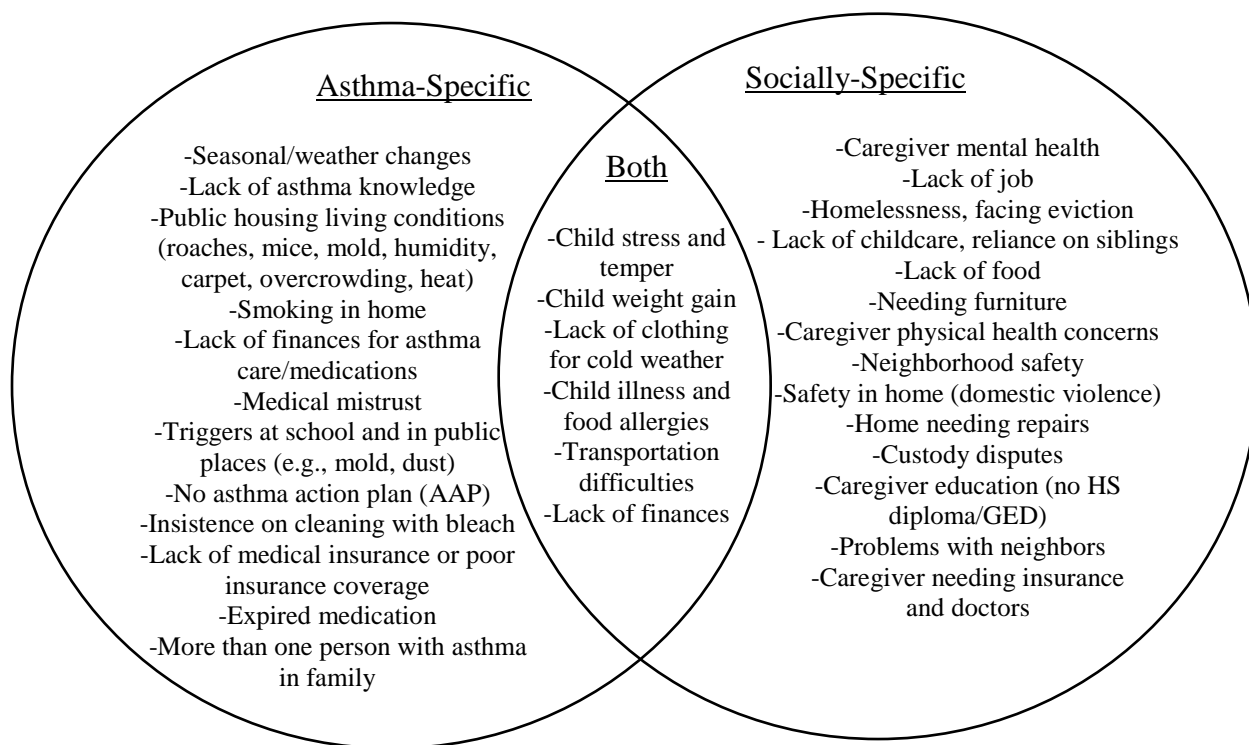 Asthma-Specific
-Seasonal/weather changes
-Lack of asthma knowledge
-Public housing living conditions
(roaches, mice, mold, humidity,
carpet, overcrowding, heat)
-Smoking in home
-Lack of finances for asthma
care/medications
-Medical mistrust
-Triggers at school and in public
places (e.g., mold, dust)
-No asthma action plan (AAP)
-Insistence on cleaning with bleach
-Lack of medical insurance or poor
insurance coverage
-Expired medication
-More than one person with asthma
in family
Both
-Child stress and
temper
-Child weight gain
-Lack of clothing
for cold weather
-Child illness and
food allergies
-Transportation
difficulties
-Lack of finances
Socially-Specific
-Caregiver mental health
-Lack of job
-Homelessness, facing eviction
- Lack of childcare, reliance on siblings
-Lack of food
-Needing furniture
-Caregiver physical health concerns
-Neighborhood safety
-Safety in home (domestic violence)
-Home needing repairs
-Custody disputes
-Caregiver education (no HS
diploma/GED)
-Problems with neighbors
-Caregiver needing insurance
and doctors